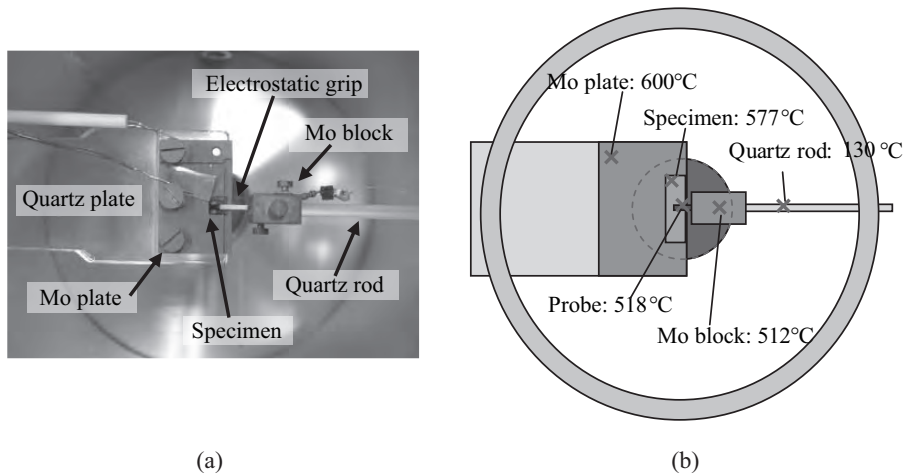 Electrostatic grip
Mo block
Quartz plate
Quartz rod
Mo plate
Specimen
(a)
Mo plate: 600°C
Specimen: 577°C
Quartz rod: 130 °C
Probe: 518°C
Mo block: 512°C
(b)